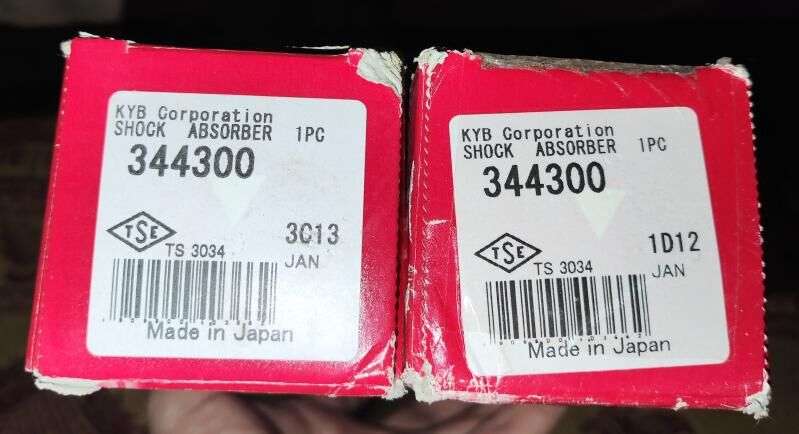 KYB Corporation
SHOCK ABSORBER 1PC
344300
TSE
TS 3034
3C13
JAN
Made in Japan
KYB Corporation
SHOCK ABSORBER 1PC
344300
TSE
TS 3034
1D12
JAN
Made in Japan